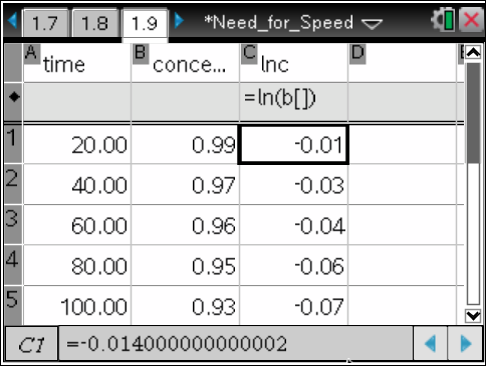 1.7 1.8 1.9 *Need_for_Speed
A time B conce... C lnc D E
=ln(b[])
1 20.00 0.99 -0.01
2 40.00 0.97 -0.03
3 60.00 0.96 -0.04
4 80.00 0.95 -0.06
5 100.00 0.93 -0.07
C1 =-0.014000000000002